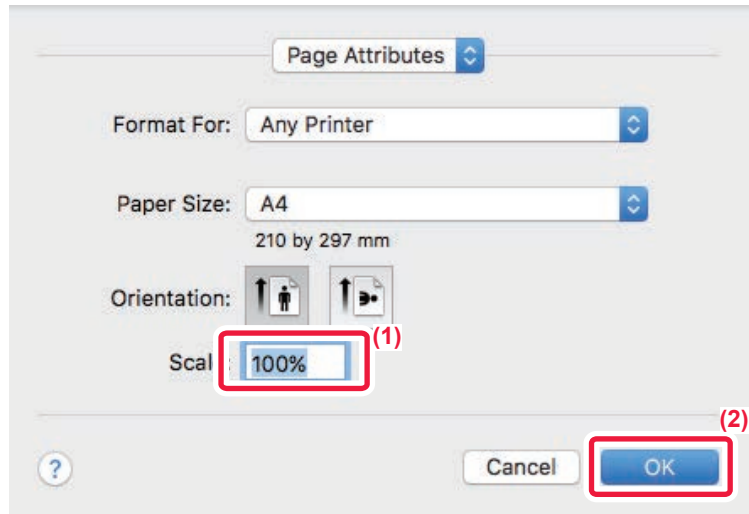 Page Attributes
Format For: Any Printer
Paper Size: A4
210 by 297 mm
Orientation:
(1)
Scal : 100%
(2)
? Cancel OK